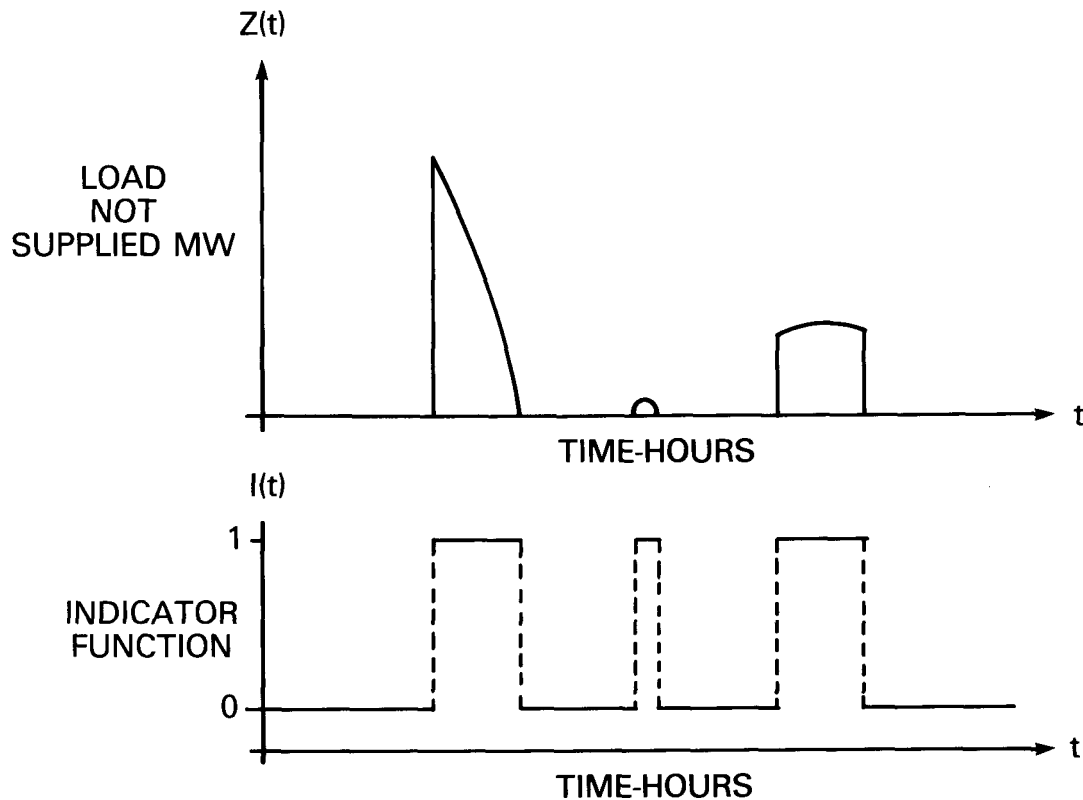 Z(t)
LOAD
NOT
SUPPLIED MW
t
TIME-HOURS
I(t)
1
INDICATOR
FUNCTION
0
t
TIME-HOURS